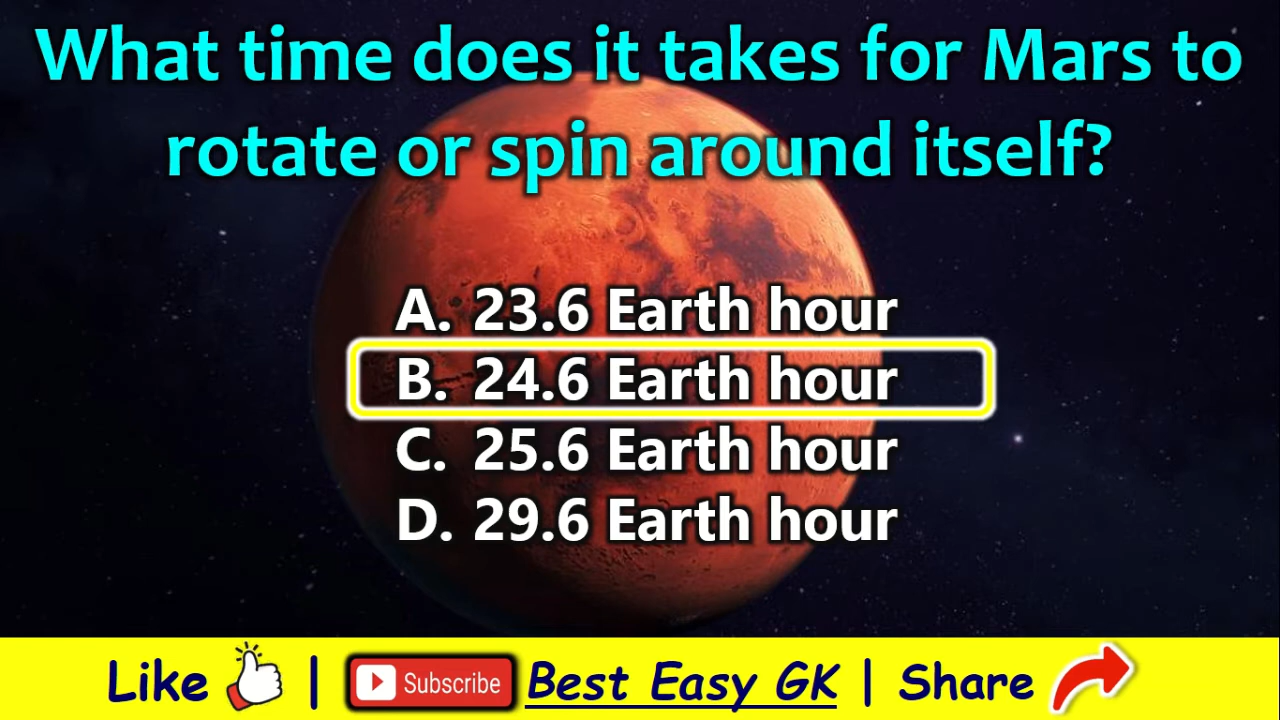 What time does it takes for Mars to
rotate or spin around itself?
A. 23.6 Earth hour
B. 24.6 Earth hour
C. 25.6 Earth hour
D. 29.6 Earth hour
Like | Subscribe Best Easy GK | Share